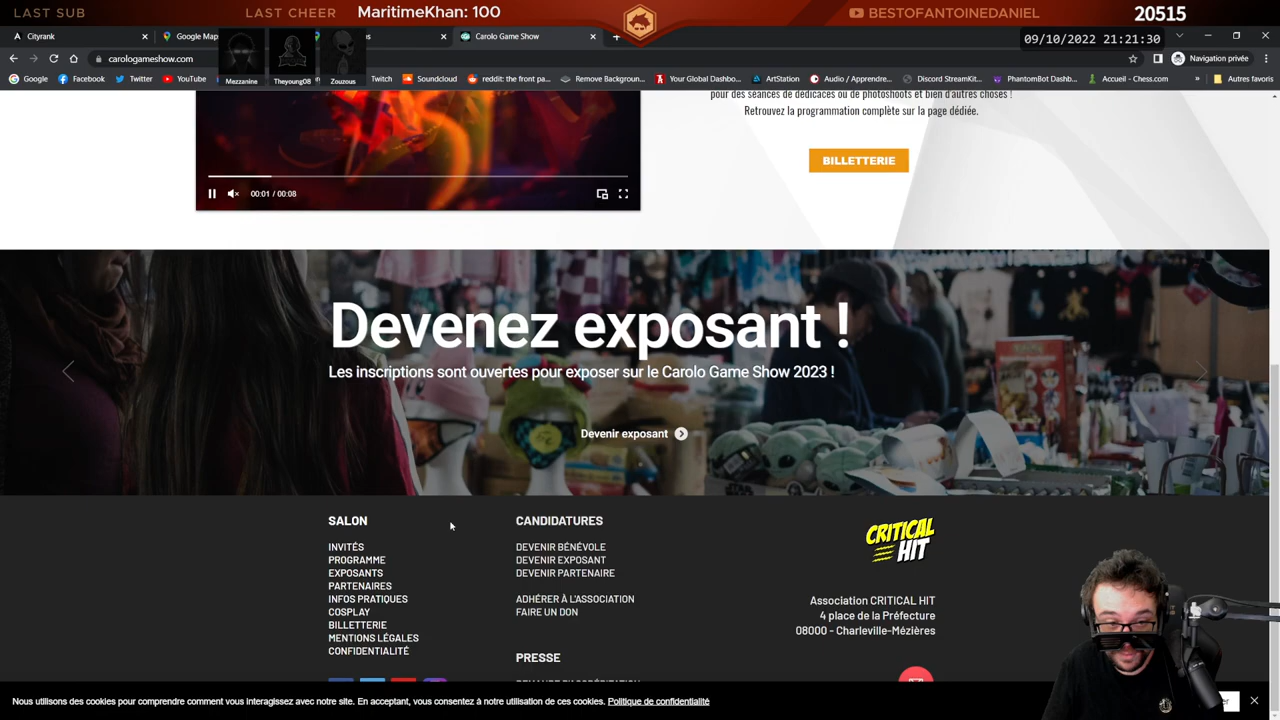 LAST SUB LAST CHEER MaritimeKhan: 100 BESTOFANTOINEDANIEL 20515
Cityrank Google Map Carolo Game Show 09/10/2022 21:21:30
carologameshow.com Navigation privée
Mezzanine Theyoung08 Zouzous
Google Facebook Twitter YouTube Twitch Soundcloud reddit: the front pa... Remove Backgroun... Your Global Dashb... ArtStation Audio / Apprendre... Discord StreamKit... PhantomBot Dashb... Accueil - Chess.com Autres favoris
pour des séances de dédicaces ou de photoshoots et bien d'autres choses !
Retrouvez la programmation complète sur la page dédiée.
BILLETTERIE
00:01 / 00:08
Devenez exposant !
Les inscriptions sont ouvertes pour exposer sur le Carolo Game Show 2023 !
Devenir exposant
SALON
INVITÉS
PROGRAMME
EXPOSANTS
PARTENAIRES
INFOS PRATIQUES
COSPLAY
BILLETTERIE
MENTIONS LÉGALES
CONFIDENTIALITÉ
CANDIDATURES
DEVENIR BÉNÉVOLE
DEVENIR EXPOSANT
DEVENIR PARTENAIRE
ADHÉRER À L'ASSOCIATION
FAIRE UN DON
PRESSE
CRITICAL
HIT
Association CRITICAL HIT
4 place de la Préfecture
08000 - Charleville-Mézières
Nous utilisons des cookies pour comprendre comment vous interagissez avec notre site. En acceptant, vous consentez à notre utilisation de ces cookies. Politique de confidentialité